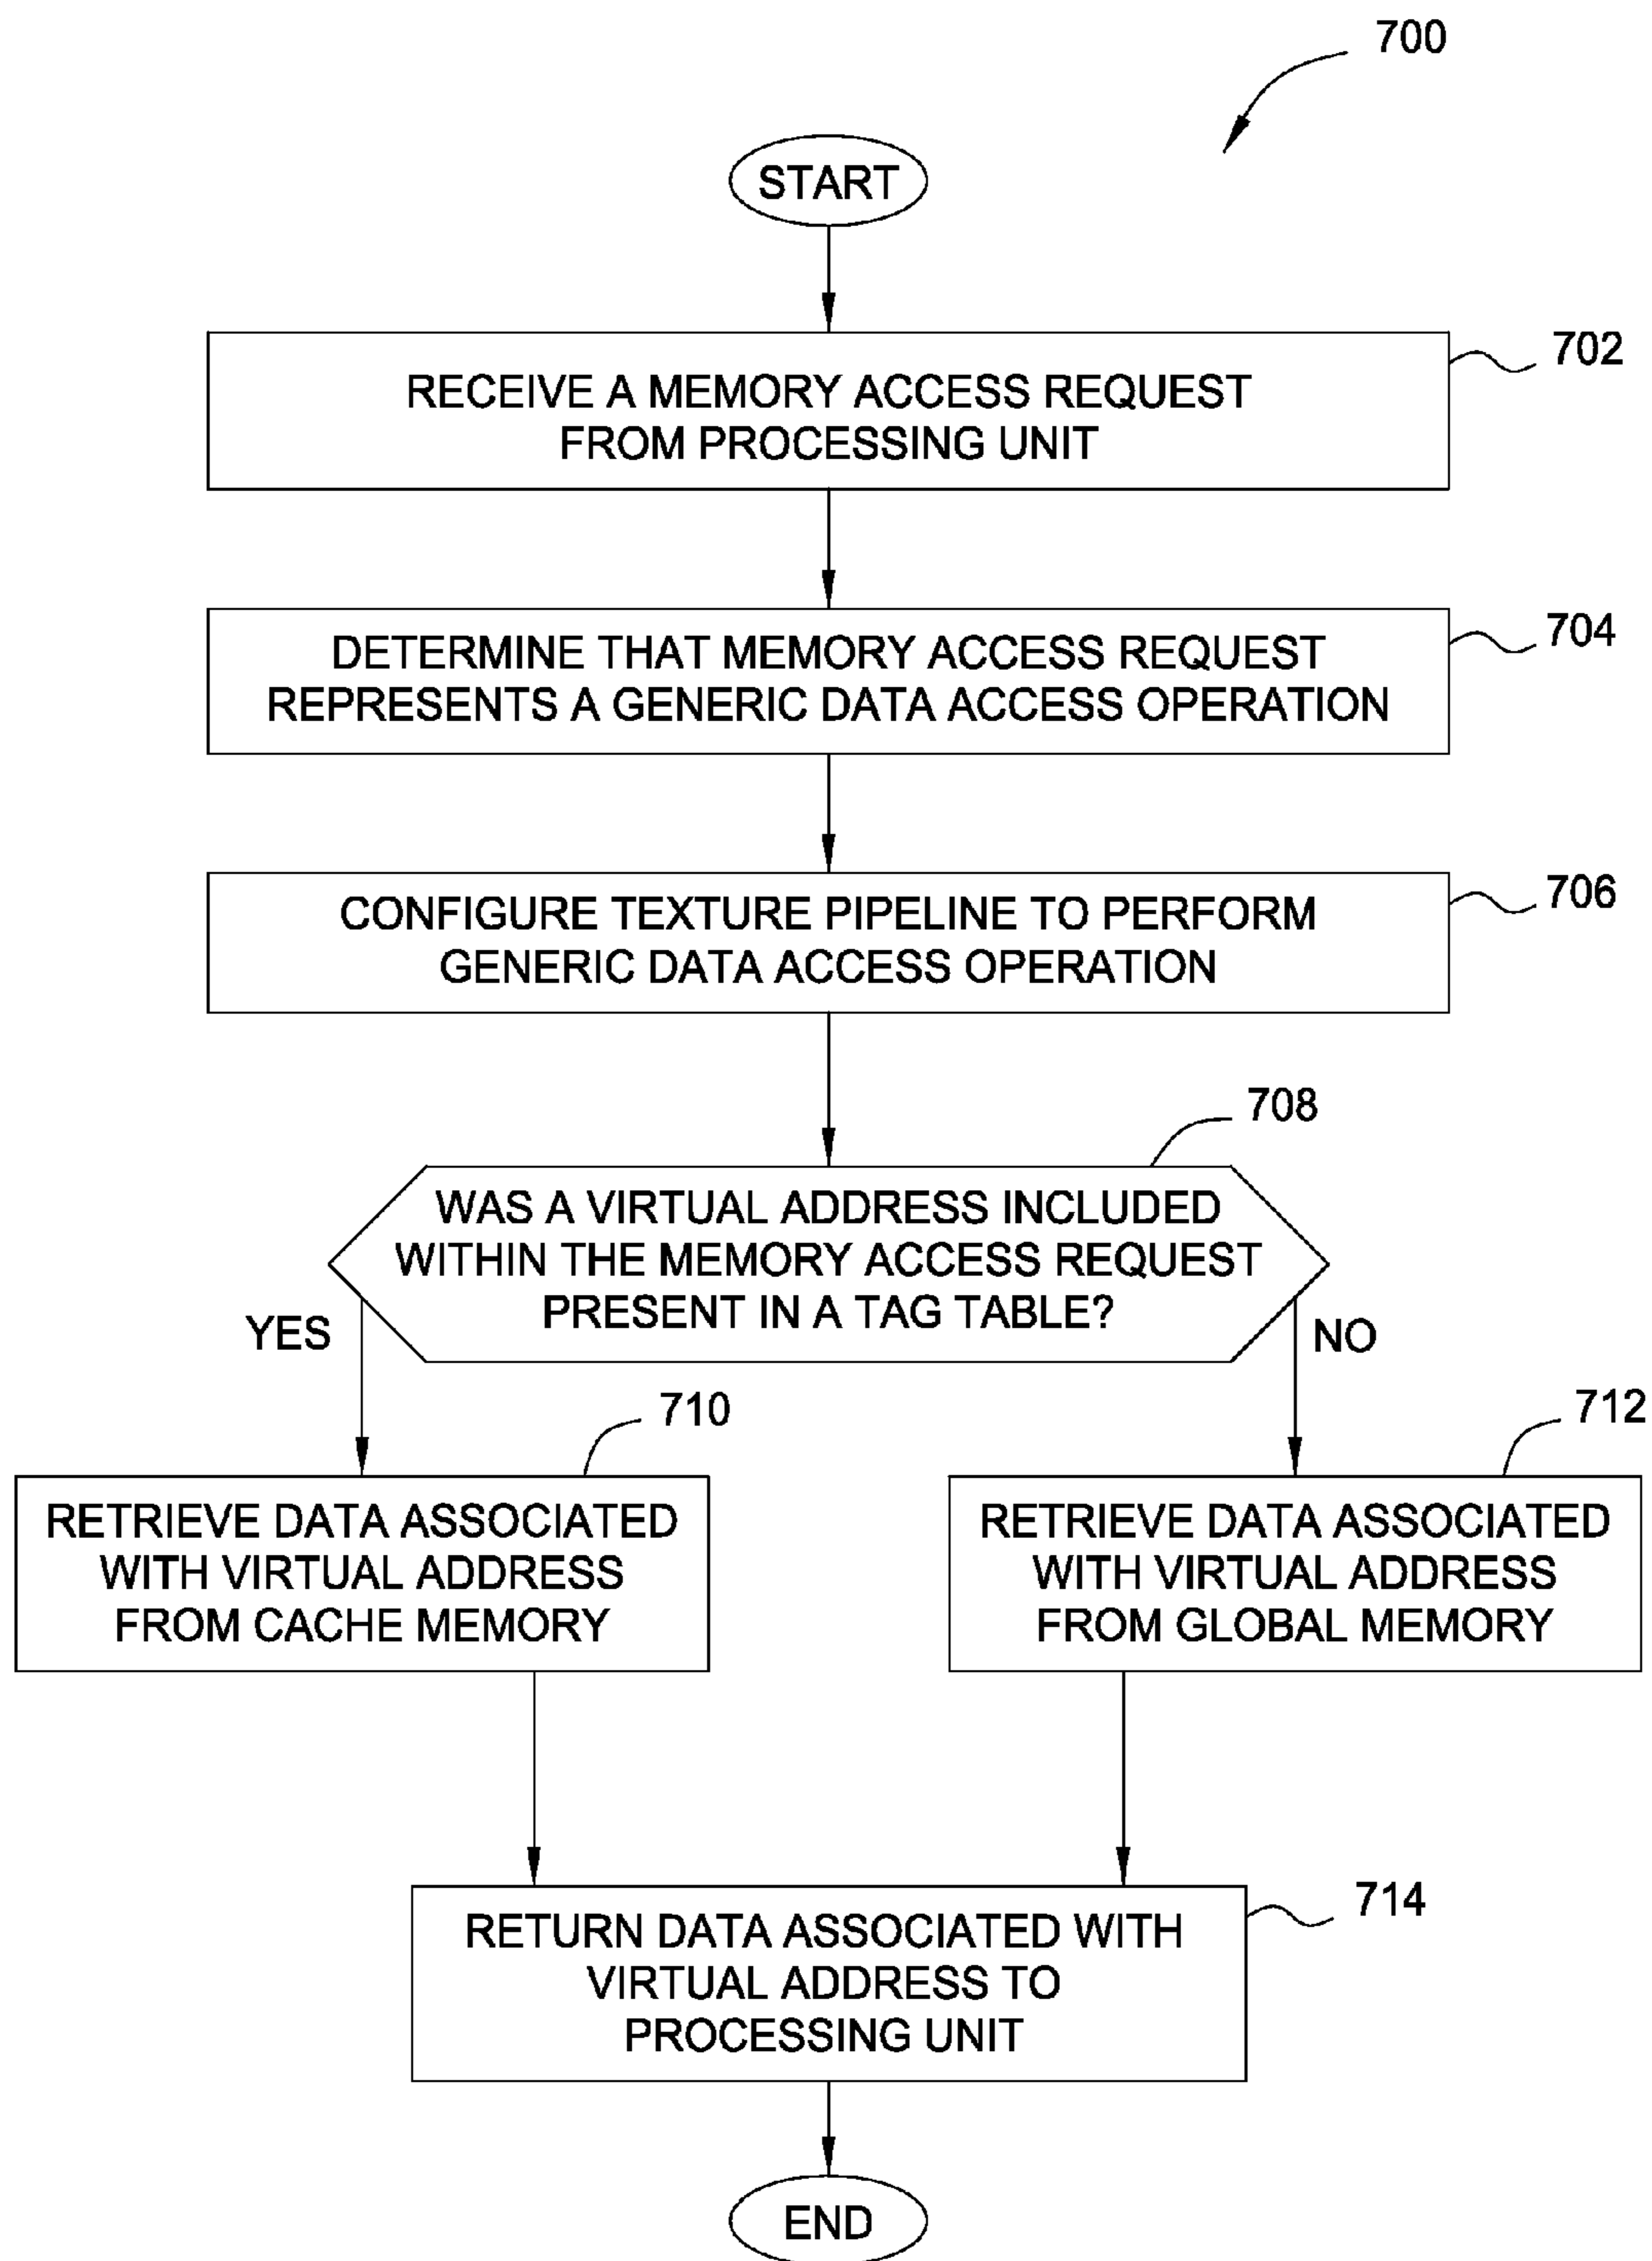 700
START
702
RECEIVE A MEMORY ACCESS REQUEST
FROM PROCESSING UNIT
704
DETERMINE THAT MEMORY ACCESS REQUEST
REPRESENTS A GENERIC DATA ACCESS OPERATION
706
CONFIGURE TEXTURE PIPELINE TO PERFORM
GENERIC DATA ACCESS OPERATION
708
WAS A VIRTUAL ADDRESS INCLUDED
WITHIN THE MEMORY ACCESS REQUEST
PRESENT IN A TAG TABLE?
YES
NO
710
RETRIEVE DATA ASSOCIATED
WITH VIRTUAL ADDRESS
FROM CACHE MEMORY
712
RETRIEVE DATA ASSOCIATED
WITH VIRTUAL ADDRESS
FROM GLOBAL MEMORY
714
RETURN DATA ASSOCIATED WITH
VIRTUAL ADDRESS TO
PROCESSING UNIT
END